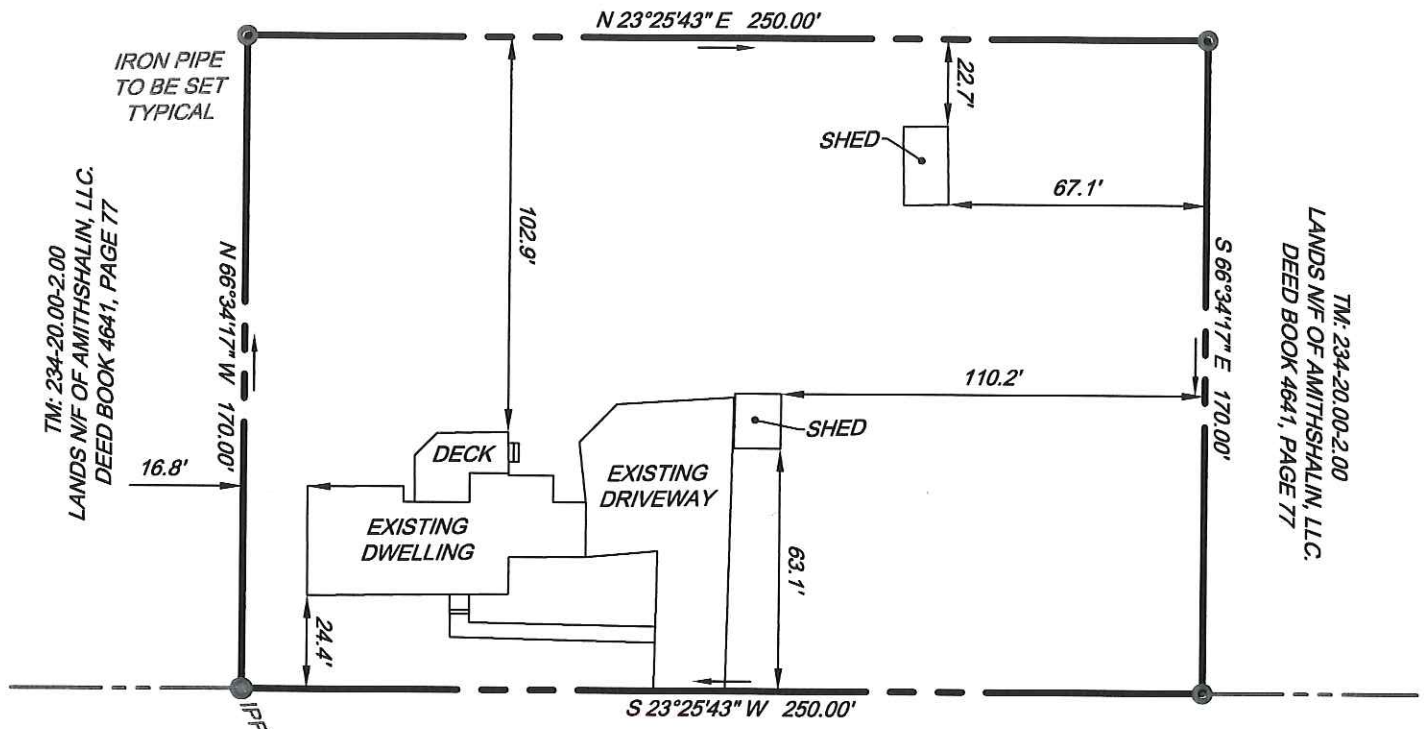 N 23°25'43" E 250.00'
IRON PIPE
TO BE SET
TYPICAL
22.7'
SHED
67.1'
102.9'
TM: 234-20.00-2.00
LANDS N/F OF AMITHSHALIN, LLC.
DEED BOOK 4641, PAGE 77
N 66°34'17" W 170.00'
S 66°34'17" E 170.00'
TM: 234-20.00-2.00
LANDS N/F OF AMITHSHALIN, LLC.
DEED BOOK 4641, PAGE 77
110.2'
SHED
DECK
16.8'
EXISTING
DRIVEWAY
EXISTING
DWELLING
63.1'
24.4'
S 23°25'43" W 250.00'